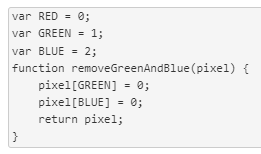 var RED = 0;
var GREEN = 1;
var BLUE = 2;
function removeGreenAndBlue(pixel) {
    pixel[GREEN] = 0;
    pixel[BLUE] = 0;
    return pixel;
}